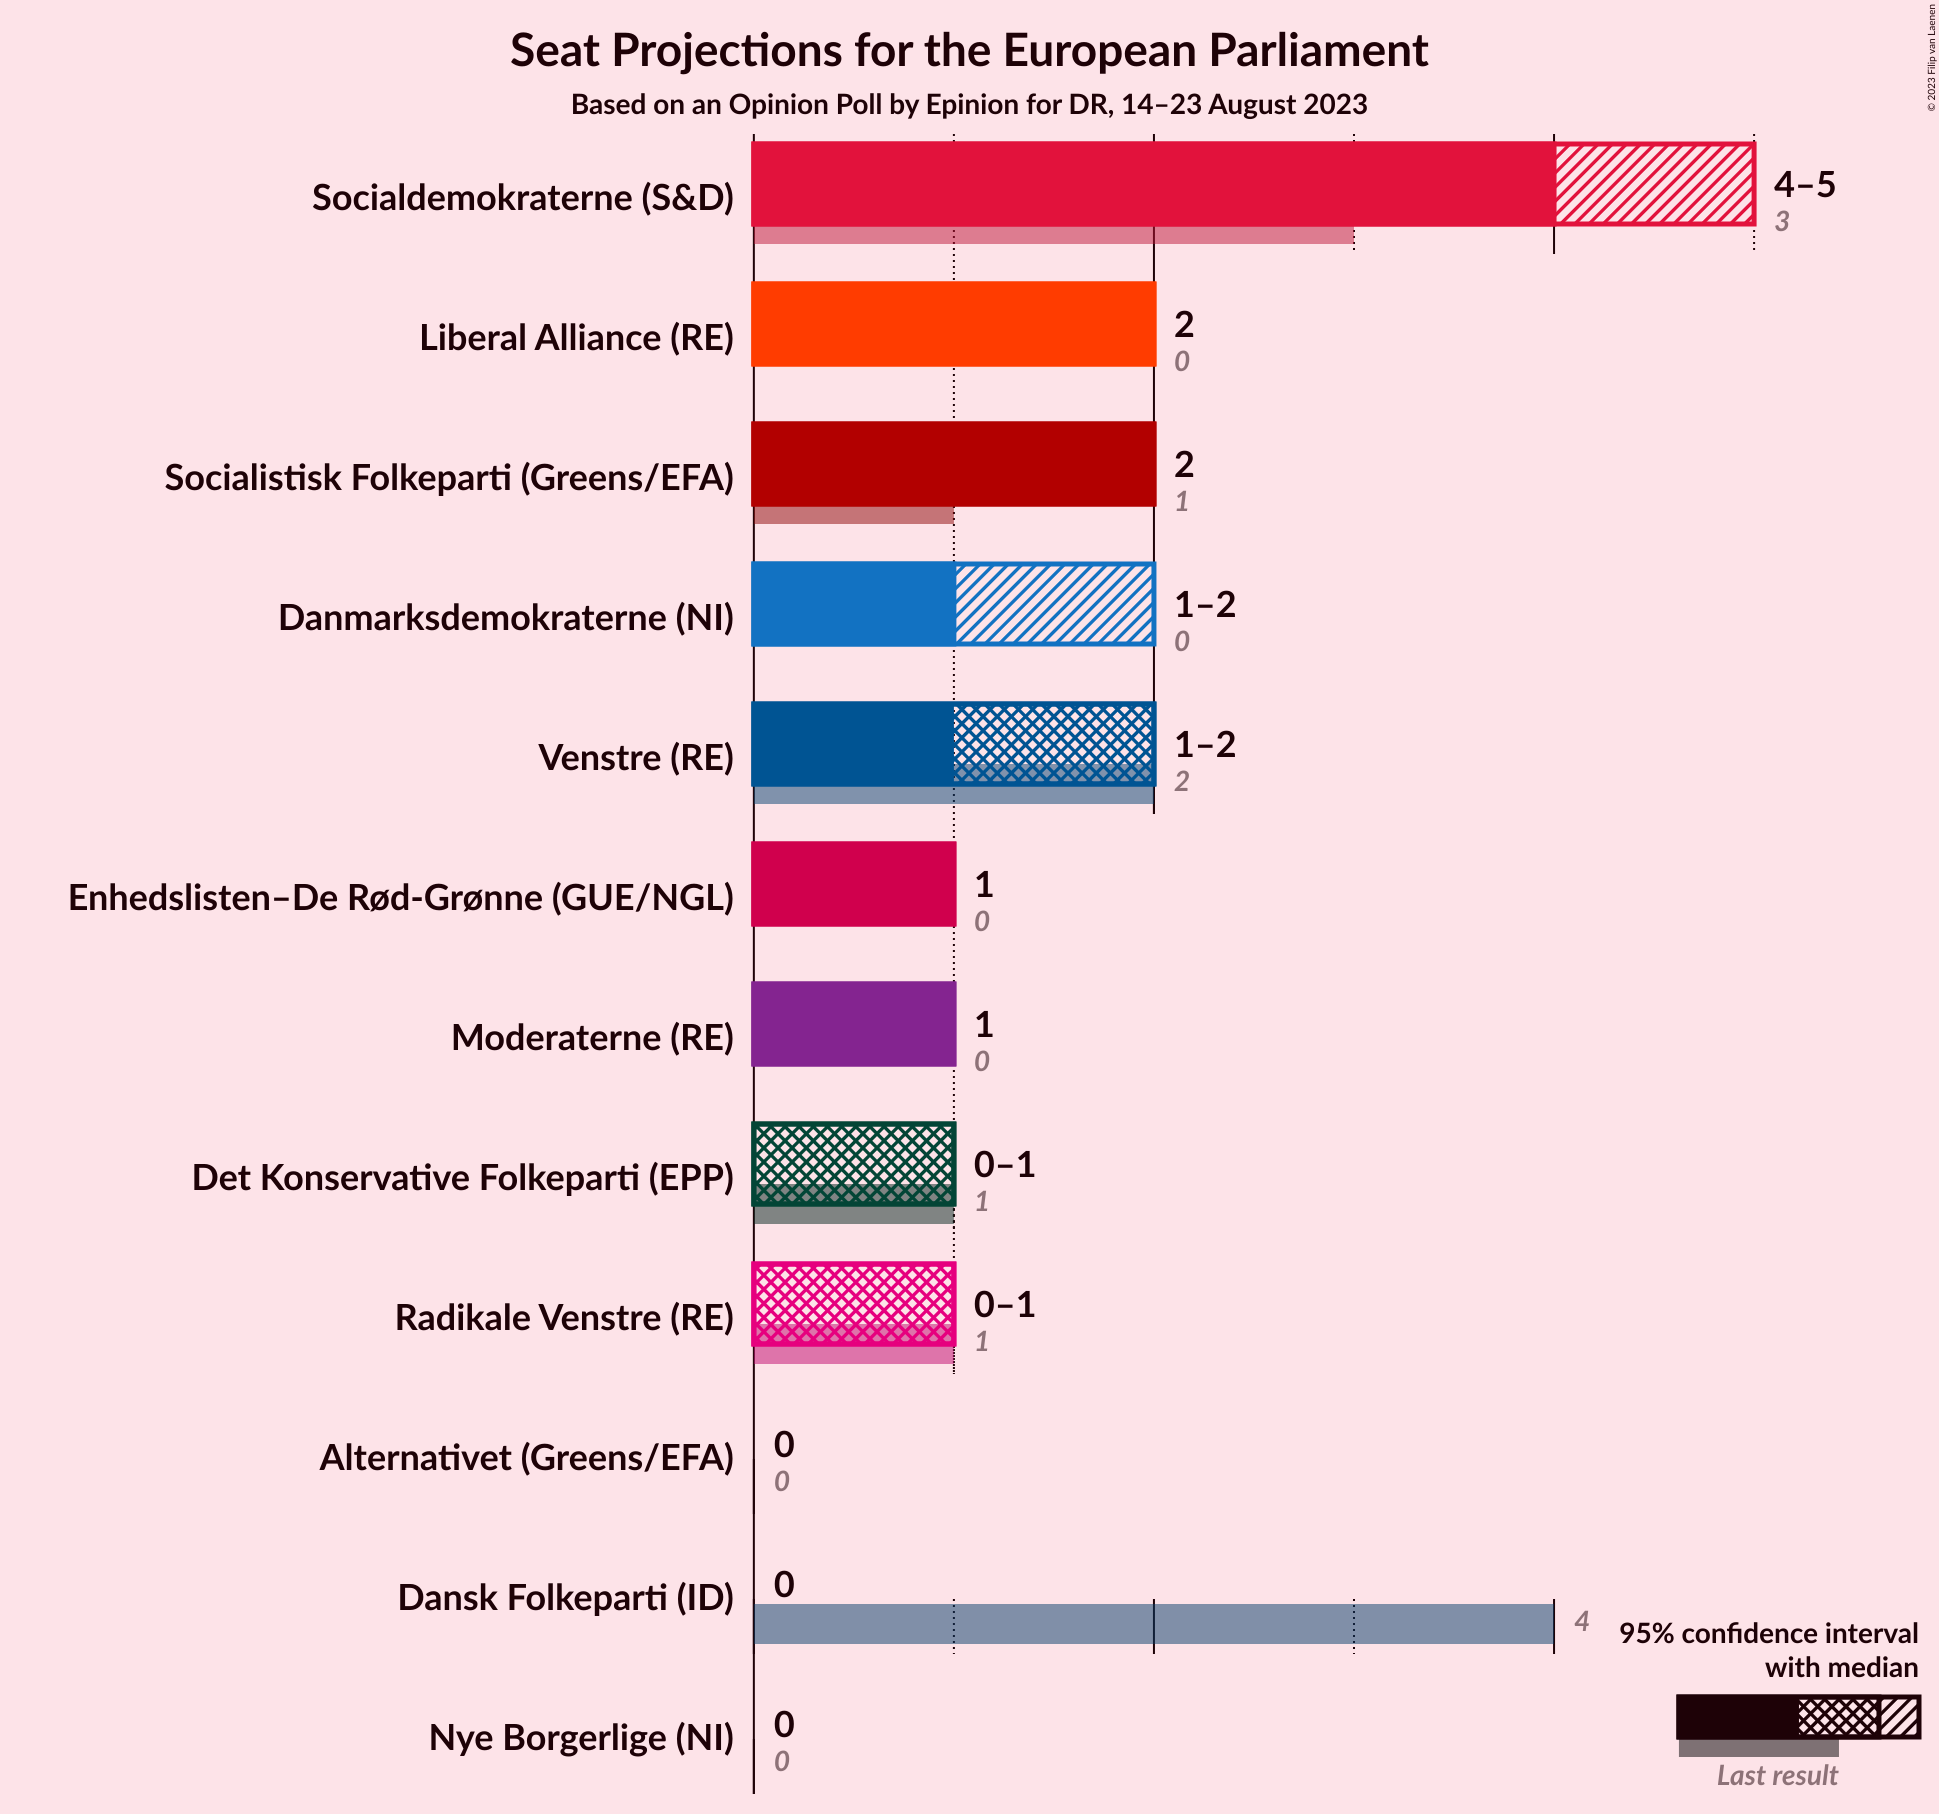 Seat Projections for the European Parliament
Based on an Opinion Poll by Epinion for DR, 14–23 August 2023
© 2023 Filip van Laenen
Socialdemokraterne (S&D)
4–5
3
Liberal Alliance (RE)
2
0
Socialistisk Folkeparti (Greens/EFA)
2
1
Danmarksdemokraterne (NI)
1–2
0
Venstre (RE)
1–2
2
Enhedslisten–De Rød-Grønne (GUE/NGL)
1
0
Moderaterne (RE)
1
0
Det Konservative Folkeparti (EPP)
0–1
1
Radikale Venstre (RE)
0–1
1
Alternativet (Greens/EFA)
0
0
Dansk Folkeparti (ID)
0
4
Nye Borgerlige (NI)
0
0
95% confidence interval
with median
Last result